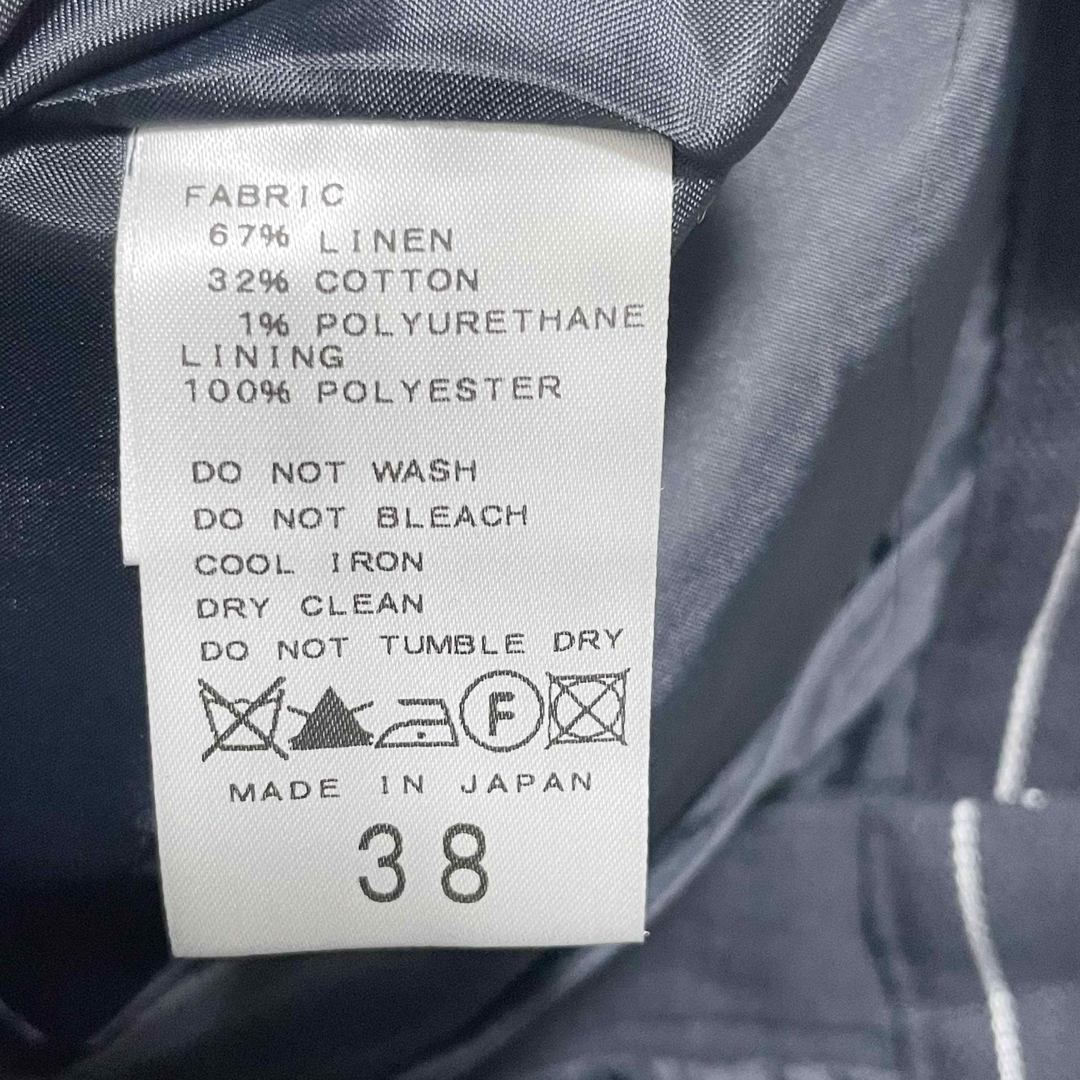 FABRIC
67% LINEN
32% COTTON
1% POLYURETHANE
LINING
100% POLYESTER
DO NOT WASH
DO NOT BLEACH
COOL IRON
DRY CLEAN
DO NOT TUMBLE DRY
F
MADE IN JAPAN
38